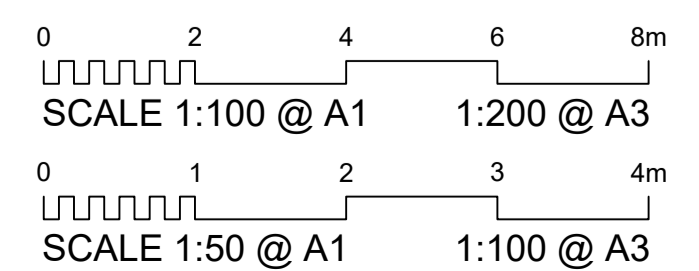 0 2 4 6 8m
SCALE 1:100 @ A1 1:200 @ A3
0 1 2 3 4m
SCALE 1:50 @ A1 1:100 @ A3